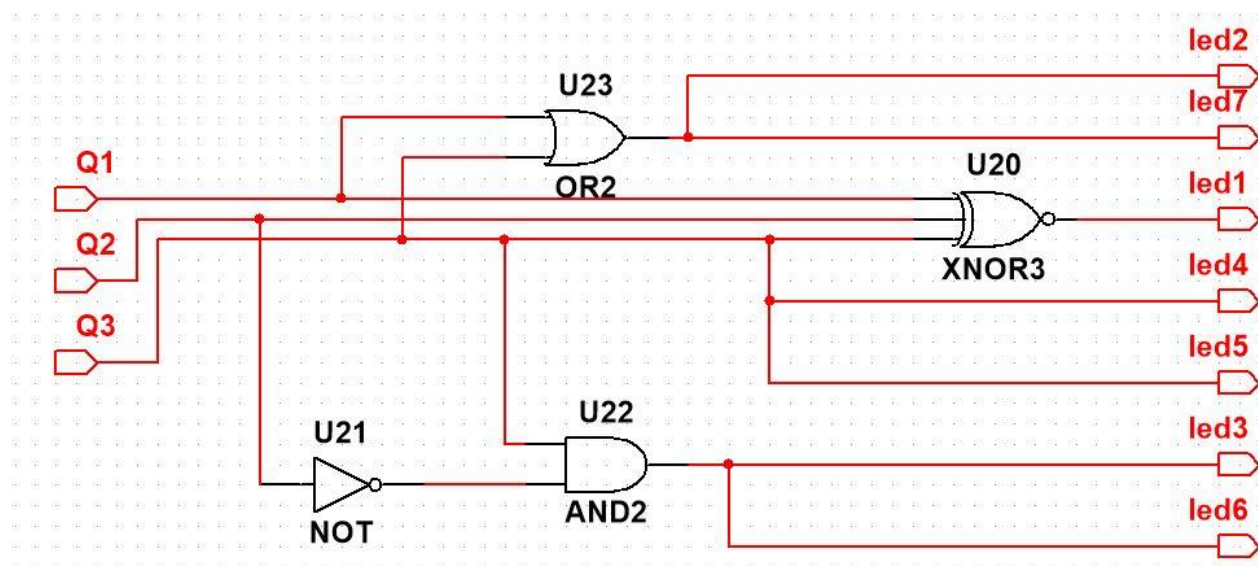 led2
U23
led7
Q1
U20
OR2
led1
Q2
XNOR3
led4
Q3
led5
U22
U21
led3
AND2
led6
NOT